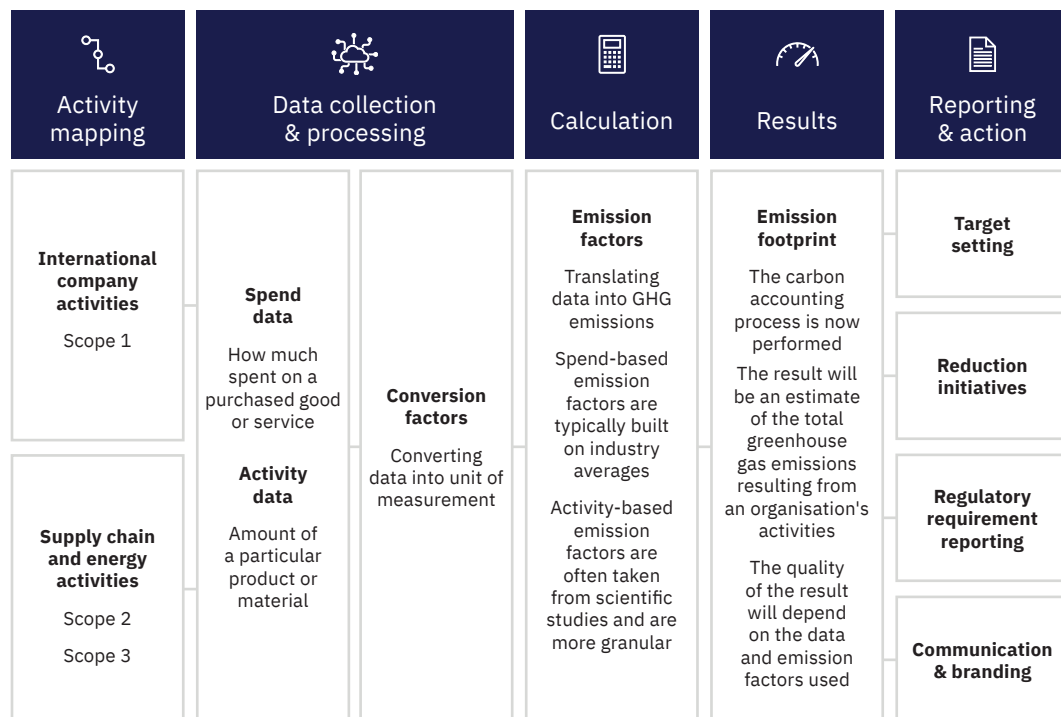 Activity
mapping
Data collection
& processing
Calculation
Results
Reporting
& action
International
company
activities
Scope 1
Supply chain
and energy
activities
Scope 2
Scope 3
Spend
data
How much
spent on a
purchased good
or service
Activity
data
Amount of
a particular
product or
material
Conversion
factors
Converting
data into unit of
measurement
Emission
factors
Translating
data into GHG
emissions
Spend-based
emission
factors are
typically built
on industry
averages
Activity-based
emission
factors are
often taken
from scientific
studies and are
more granular
Emission
footprint
The carbon
accounting
process is now
performed
The result will
be an estimate
of the total
greenhouse
gas emissions
resulting from
an organisation's
activities
The quality
of the result
will depend
on the data
and emission
factors used
Target
setting
Reduction
initiatives
Regulatory
requirement
reporting
Communication
& branding